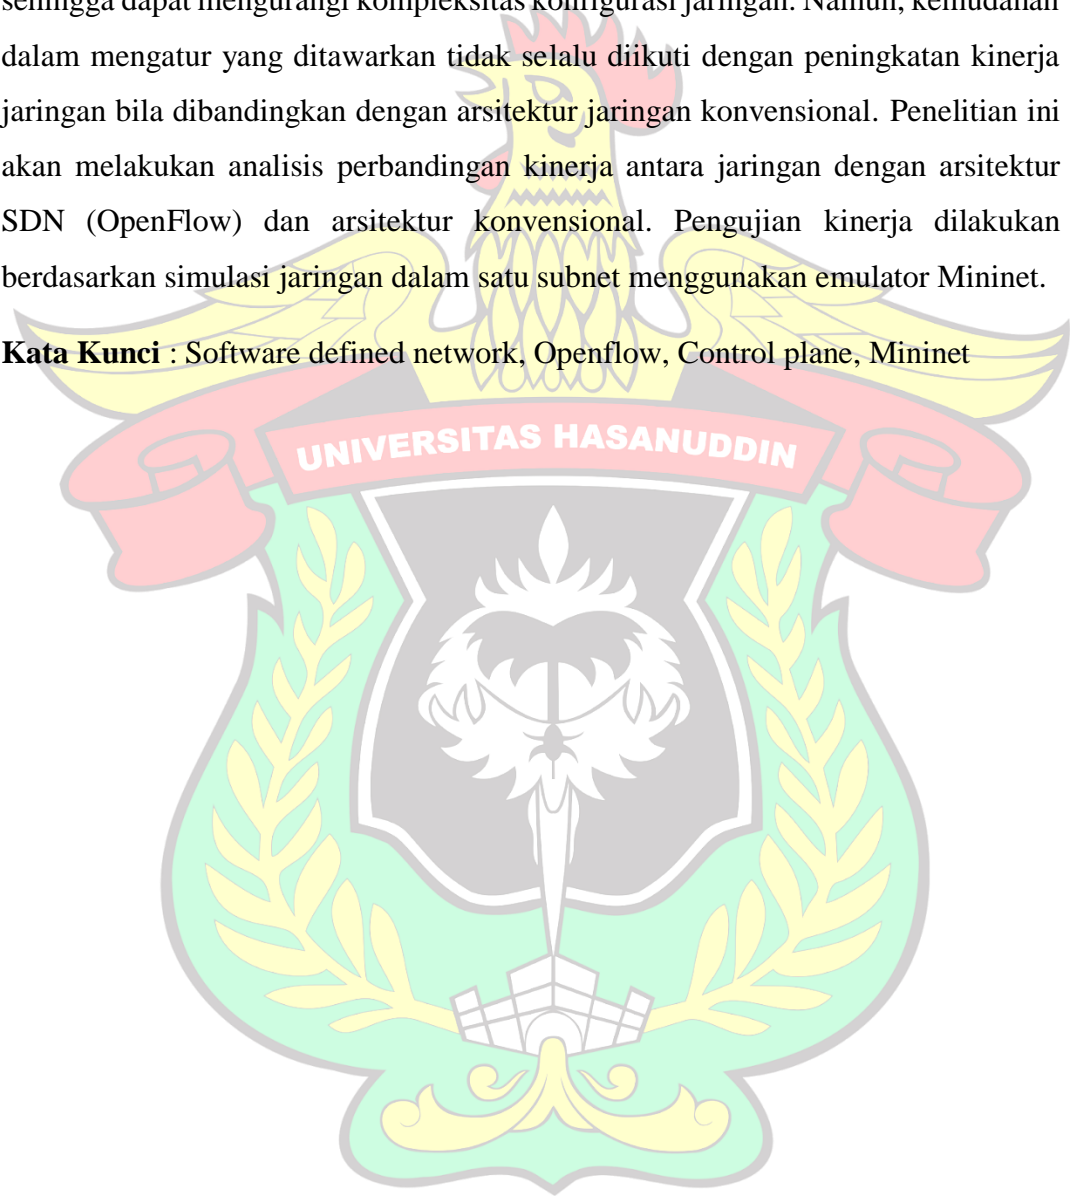 sehingga dapat mengurangi kompleksitas konfigurasi jaringan. Namun, kemudahan
dalam mengatur yang ditawarkan tidak selalu diikuti dengan peningkatan kinerja
jaringan bila dibandingkan dengan arsitektur jaringan konvensional. Penelitian ini
akan melakukan analisis perbandingan kinerja antara jaringan dengan arsitektur
SDN (OpenFlow) dan arsitektur konvensional. Pengujian kinerja dilakukan
berdasarkan simulasi jaringan dalam satu subnet menggunakan emulator Mininet.
Kata Kunci : Software defined network, Openflow, Control plane, Mininet
UNIVERSITAS HASANUDDIN